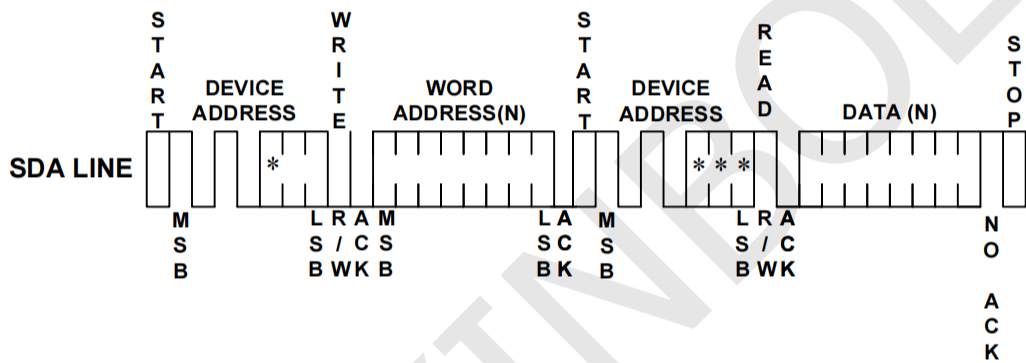 START
WRITE
START
READ
STOP
DEVICE
ADDRESS
WORD
ADDRESS(N)
DEVICE
ADDRESS
DATA (N)
SDA LINE
*
* * *
MSB
LSB
R/W
ACK
MSB
LSB
ACK
MSB
LSB
R/W
ACK
NO ACK